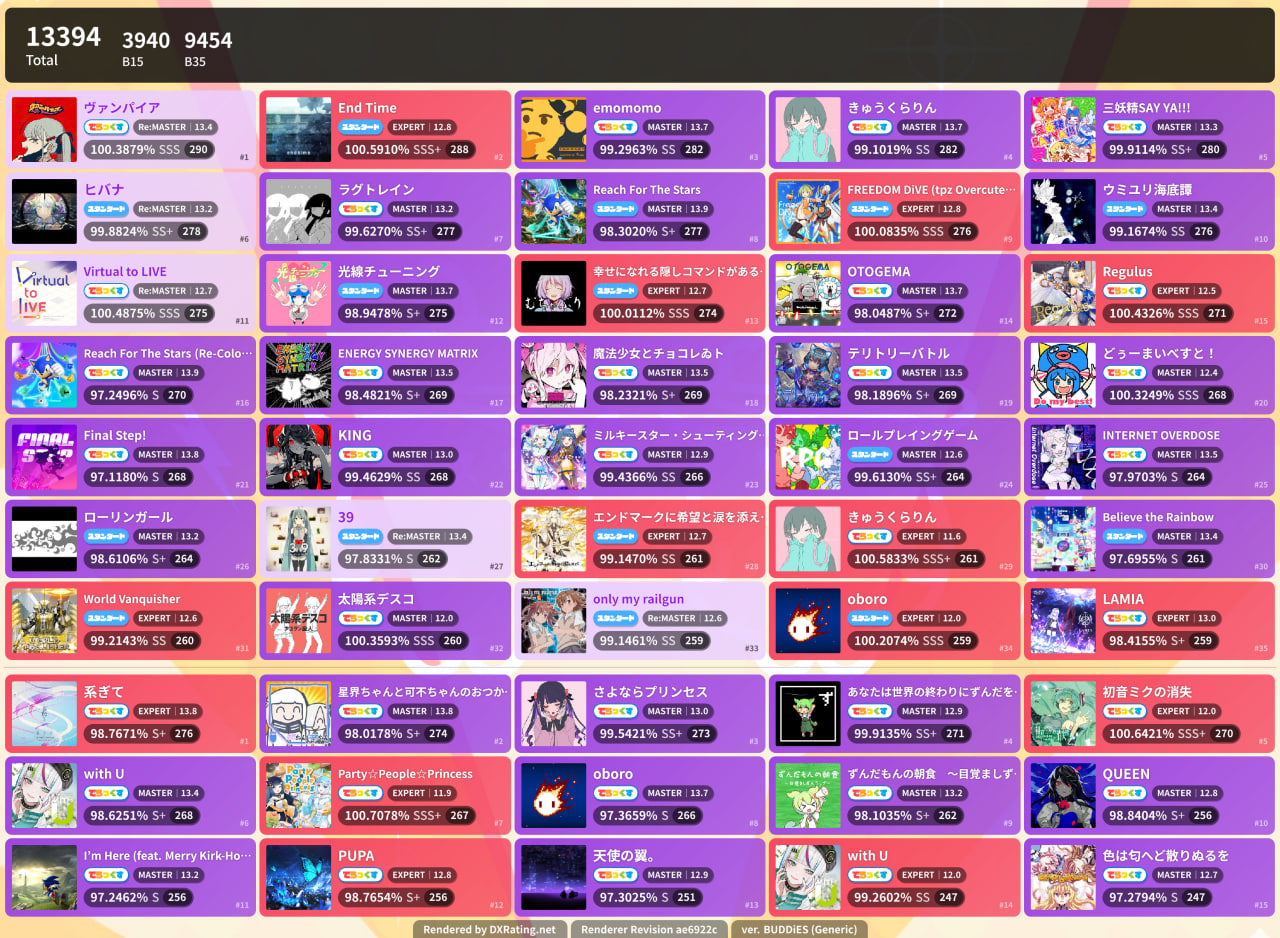 13394
Total
3940
B15
9454
B35
ヴァンパイア
でらっくす Re:MASTER | 13.4
100.3879% SSS 290
#1
End Time
スタンダード EXPERT | 12.8
100.5910% SSS+ 288
#2
emomomo
でらっくす MASTER | 13.7
99.2963% SS 282
#3
きゅうくらりん
でらっくす MASTER | 13.7
99.1019% SS 282
#4
三妖精SAY YA!!!
でらっくす MASTER | 13.3
99.9114% SS+ 280
#5
ヒバナ
スタンダード Re:MASTER | 13.2
99.8824% SS+ 278
#6
ラグトレイン
でらっくす MASTER | 13.2
99.6270% SS+ 277
#7
Reach For The Stars
スタンダード MASTER | 13.9
98.3020% S+ 277
#8
FREEDOM DiVE (tpz Overcute…
スタンダード EXPERT | 12.8
100.0835% SSS 276
#9
ウミユリ海底譚
スタンダード MASTER | 13.4
99.1674% SS 276
#10
Virtual to LIVE
でらっくす Re:MASTER | 12.7
100.4875% SSS 275
#11
光線チューニング
スタンダード MASTER | 13.7
98.9478% S+ 275
#12
幸せになれる隠しコマンドがある
スタンダード EXPERT | 12.7
100.0112% SSS 274
#13
OTOGEMA
でらっくす MASTER | 13.7
98.0487% S+ 272
#14
Regulus
でらっくす EXPERT | 12.5
100.4326% SSS 271
#15
Reach For The Stars (Re-Colo…
でらっくす MASTER | 13.9
97.2496% S 270
#16
ENERGY SYNERGY MATRIX
でらっくす MASTER | 13.5
98.4821% S+ 269
#17
魔法少女とチョコレゐト
でらっくす MASTER | 13.5
98.2321% S+ 269
#18
テリトリーバトル
でらっくす MASTER | 13.5
98.1896% S+ 269
#19
どぅーまいべすと！
でらっくす MASTER | 12.4
100.3249% SSS 268
#20
Final Step!
でらっくす MASTER | 13.8
97.1180% S 268
#21
KING
でらっくす MASTER | 13.0
99.4629% SS 268
#22
ミルキースター・シューティング
でらっくす MASTER | 12.9
99.4366% SS 266
#23
ロールプレイングゲーム
スタンダード MASTER | 12.6
99.6130% SS+ 264
#24
INTERNET OVERDOSE
でらっくす MASTER | 13.5
97.9703% S 264
#25
ローリンガール
スタンダード MASTER | 13.2
98.6106% S+ 264
#26
39
スタンダード Re:MASTER | 13.4
97.8331% S 262
#27
エンドマークに希望と涙を添え
スタンダード EXPERT | 12.7
99.1470% SS 261
#28
きゅうくらりん
でらっくす EXPERT | 11.6
100.5833% SSS+ 261
#29
Believe the Rainbow
スタンダード MASTER | 13.4
97.6955% S 261
#30
World Vanquisher
スタンダード EXPERT | 12.6
99.2143% SS 260
#31
太陽系デスコ
でらっくす MASTER | 12.0
100.3593% SSS 260
#32
only my railgun
スタンダード Re:MASTER | 12.6
99.1461% SS 259
#33
oboro
スタンダード EXPERT | 12.0
100.2074% SSS 259
#34
LAMIA
でらっくす EXPERT | 13.0
98.4155% S+ 259
#35
系ぎて
でらっくす EXPERT | 13.8
98.7671% S+ 276
#1
星界ちゃんと可不ちゃんのおつか
でらっくす MASTER | 13.8
98.0178% S+ 274
#2
さよならプリンセス
でらっくす MASTER | 13.0
99.5421% SS+ 273
#3
あなたは世界の終わりにずんだを
でらっくす MASTER | 12.9
99.9135% SS+ 271
#4
初音ミクの消失
でらっくす EXPERT | 12.0
100.6421% SSS+ 270
#5
with U
でらっくす MASTER | 13.4
98.6251% S+ 268
#6
Party☆People☆Princess
でらっくす EXPERT | 11.9
100.7078% SSS+ 267
#7
oboro
でらっくす MASTER | 13.7
97.3659% S 266
#8
ずんだもんの朝食　〜目覚ましず
でらっくす MASTER | 13.2
98.1035% S+ 262
#9
QUEEN
でらっくす MASTER | 12.8
98.8404% S+ 256
#10
I'm Here (feat. Merry Kirk-Ho…
でらっくす MASTER | 13.2
97.2462% S 256
#11
PUPA
でらっくす EXPERT | 12.8
98.7654% S+ 256
#12
天使の翼。
でらっくす MASTER | 12.9
97.3025% S 251
#13
with U
でらっくす EXPERT | 12.0
99.2602% SS 247
#14
色は匂へど散りぬるを
でらっくす MASTER | 12.7
97.2794% S 247
#15
Rendered by DXRating.net
Renderer Revision ae6922c
ver. BUDDiES (Generic)